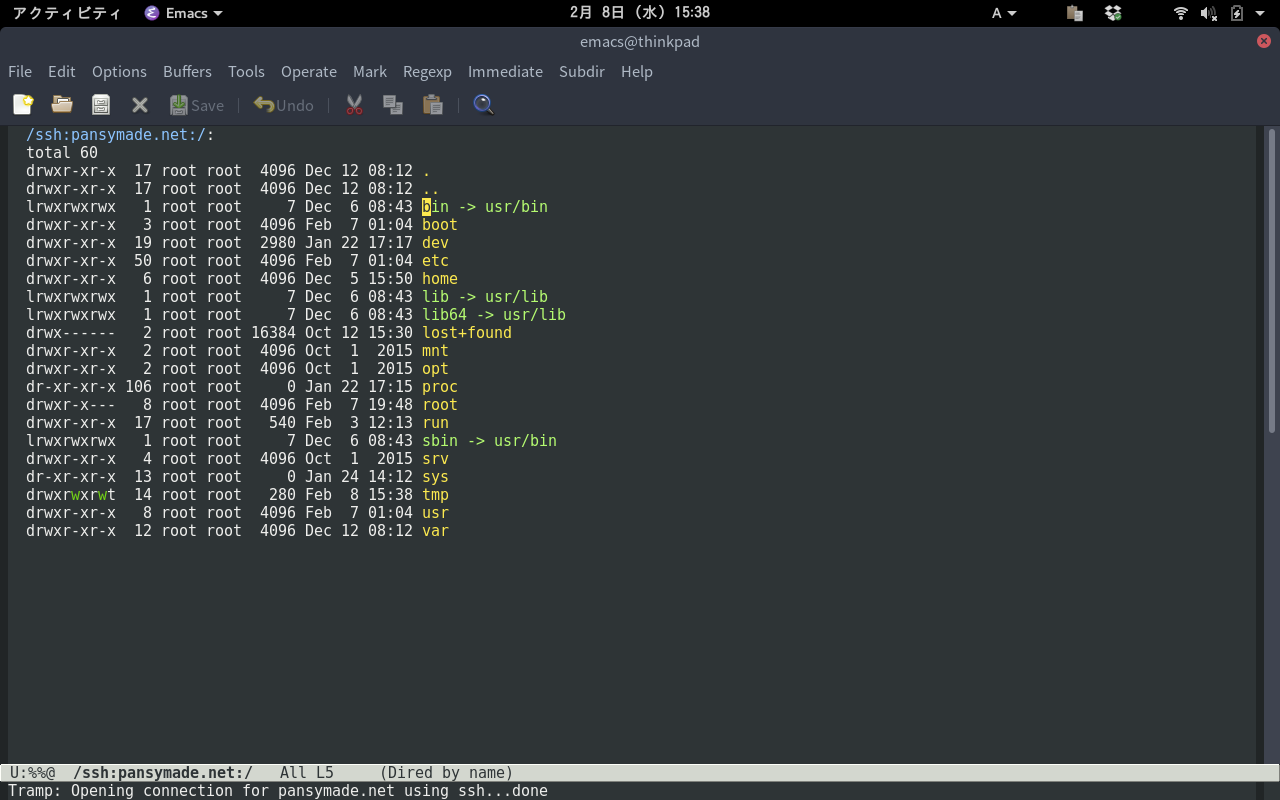 アクティビティ Emacs 2月 8日 (水) 15:38 A
emacs@thinkpad
File Edit Options Buffers Tools Operate Mark Regexp Immediate Subdir Help
Save Undo
/ssh:pansymade.net:/:
total 60
drwxr-xr-x  17 root root  4096 Dec 12 08:12 .
drwxr-xr-x  17 root root  4096 Dec 12 08:12 ..
lrwxrwxrwx   1 root root     7 Dec  6 08:43 bin -> usr/bin
drwxr-xr-x   3 root root  4096 Feb  7 01:04 boot
drwxr-xr-x  19 root root  2980 Jan 22 17:17 dev
drwxr-xr-x  50 root root  4096 Feb  7 01:04 etc
drwxr-xr-x   6 root root  4096 Dec  5 15:50 home
lrwxrwxrwx   1 root root     7 Dec  6 08:43 lib -> usr/lib
lrwxrwxrwx   1 root root     7 Dec  6 08:43 lib64 -> usr/lib
drwx------   2 root root 16384 Oct 12 15:30 lost+found
drwxr-xr-x   2 root root  4096 Oct  1  2015 mnt
drwxr-xr-x   2 root root  4096 Oct  1  2015 opt
dr-xr-xr-x 106 root root     0 Jan 22 17:15 proc
drwxr-x---   8 root root  4096 Feb  7 19:48 root
drwxr-xr-x  17 root root   540 Feb  3 12:13 run
lrwxrwxrwx   1 root root     7 Dec  6 08:43 sbin -> usr/bin
drwxr-xr-x   4 root root  4096 Oct  1  2015 srv
dr-xr-xr-x  13 root root     0 Jan 24 14:12 sys
drwxrwxrwt  14 root root   280 Feb  8 15:38 tmp
drwxr-xr-x   8 root root  4096 Feb  7 01:04 usr
drwxr-xr-x  12 root root  4096 Dec 12 08:12 var
U:%%@  /ssh:pansymade.net:/   All L5     (Dired by name)
Tramp: Opening connection for pansymade.net using ssh...done